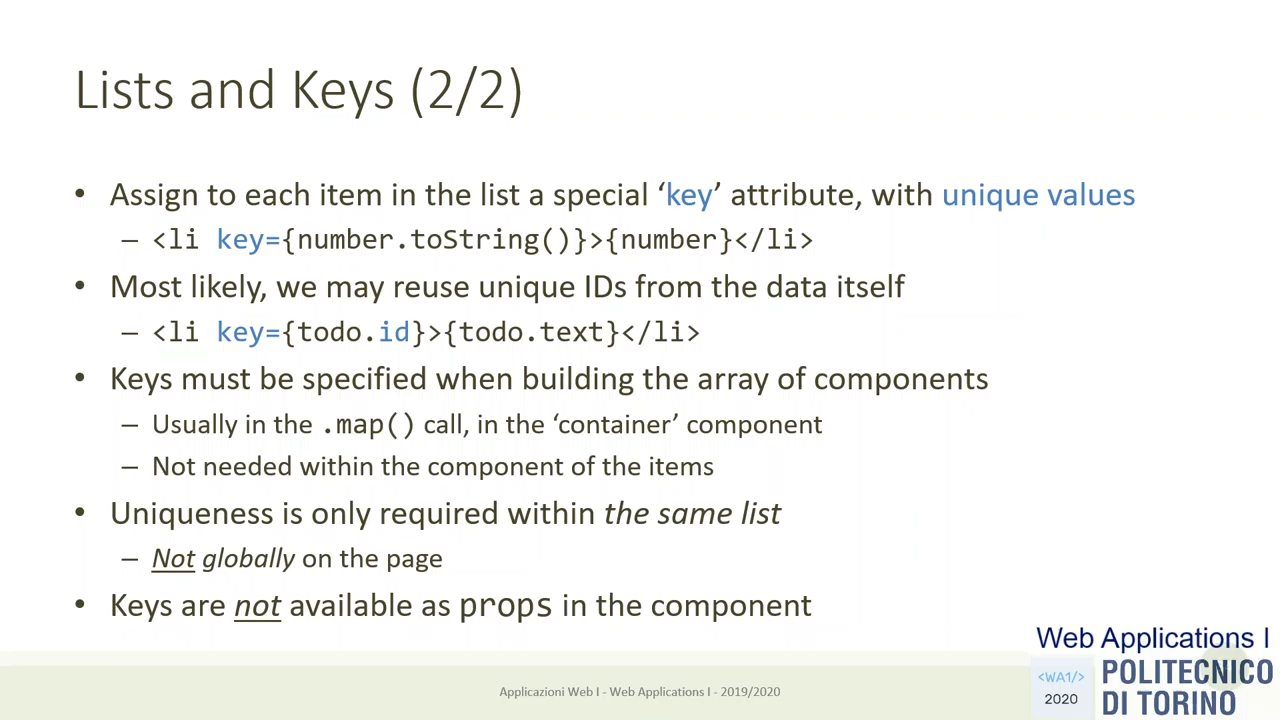 Lists and Keys (2/2)
• Assign to each item in the list a special ‘key’ attribute, with unique values
– <li key={number.toString()}>{number}</li>
• Most likely, we may reuse unique IDs from the data itself
– <li key={todo.id}>{todo.text}</li>
• Keys must be specified when building the array of components
– Usually in the .map() call, in the ‘container’ component
– Not needed within the component of the items
• Uniqueness is only required within the same list
– Not globally on the page
• Keys are not available as props in the component
Applicazioni Web I - Web Applications I - 2019/2020
Web Applications I
<WA1/>
2020
POLITECNICO
DI TORINO